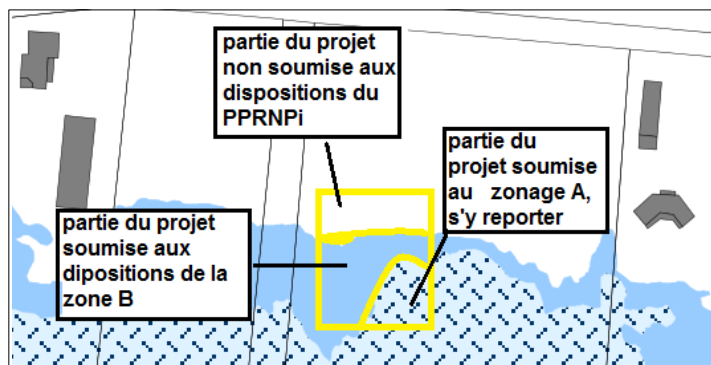 partie du projet
non soumise aux
dispositions du
PPRNPi
partie du
projet soumise
au zonage A,
s'y reporter
partie du projet
soumise aux
dipositions de la
zone B